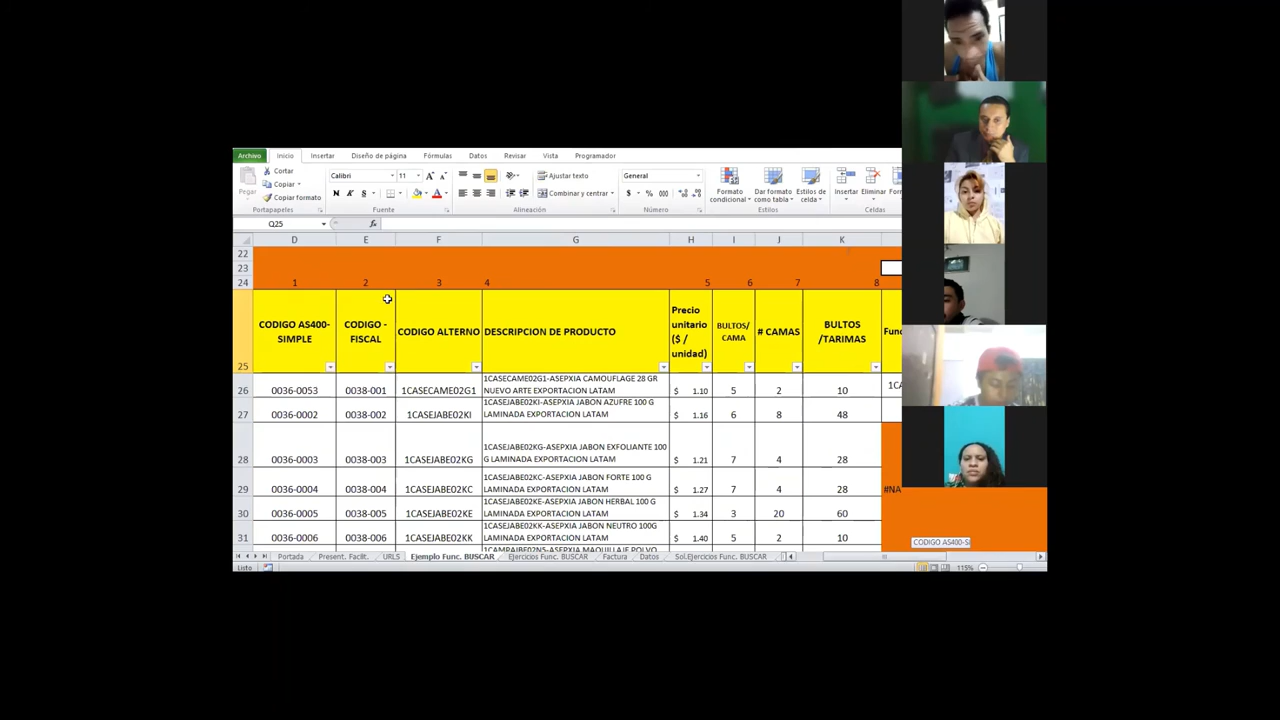 Archivo Inicio Insertar Diseño de página Fórmulas Datos Revisar Vista Programador
Pegar
Cortar
Copiar
Copiar formato
Portapapeles
Calibri 11
N K S
Fuente
Ajustar texto
Combinar y centrar
Alineación
General
$ % 000
Número
Formato condicional
Dar formato como tabla
Estilos de celda
Estilos
Insertar Eliminar
Celdas
Q25 fx
D E F G H I J K
22
23
24 1 2 3 4 5 6 7 8
25 CODIGO AS400-SIMPLE CODIGO - FISCAL CODIGO ALTERNO DESCRIPCION DE PRODUCTO Precio unitario ($ / unidad) BULTOS/ CAMA # CAMAS BULTOS /TARIMAS
26 0036-0053 0038-001 1CASECAME02G1 1CASECAME02G1-ASEPXIA CAMOUFLAGE 28 GR NUEVO ARTE EXPORTACION LATAM $ 1.10 5 2 10
27 0036-0002 0038-002 1CASEJABE02KI 1CASEJABE02KI-ASEPXIA JABON AZUFRE 100 G LAMINADA EXPORTACION LATAM $ 1.16 6 8 48
28 0036-0003 0038-003 1CASEJABE02KG 1CASEJABE02KG-ASEPXIA JABON EXFOLIANTE 100 G LAMINADA EXPORTACION LATAM $ 1.21 7 4 28
29 0036-0004 0038-004 1CASEJABE02KC 1CASEJABE02KC-ASEPXIA JABON FORTE 100 G LAMINADA EXPORTACION LATAM $ 1.27 7 4 28 #NA
30 0036-0005 0038-005 1CASEJABE02KE 1CASEJABE02KE-ASEPXIA JABON HERBAL 100 G LAMINADA EXPORTACION LATAM $ 1.34 3 20 60
31 0036-0006 0038-006 1CASEJABE02KK 1CASEJABE02KK-ASEPXIA JABON NEUTRO 100G LAMINADA EXPORTACION LATAM $ 1.40 5 2 10
CODIGO AS400-SI
Portada Present. Facilit. URLS Ejemplo Func. BUSCAR Ejercicios Func. BUSCAR Factura Datos Sol.Ejercicios Func. BUSCAR
Listo 115%